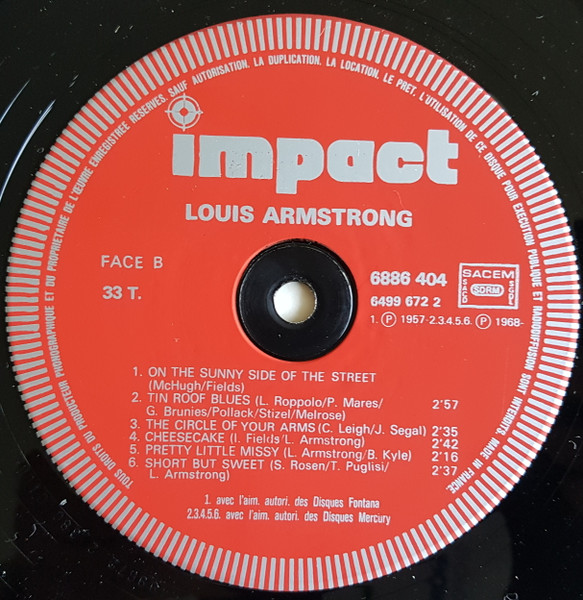 TOUS DROITS DU PRODUCTEUR PHONOGRAPHIQUE ET DU PROPRIETAIRE DE L'ŒUVRE ENREGISTREE RESERVES. SAUF AUTORISATION. LA DUPLICATION. LA LOCATION. LE PRET. L'UTILISATION DE CE DISQUE POUR EXECUTION PUBLIQUE ET RADIODIFFUSION SONT INTERDITS. MADE IN FRANCE.
impact
LOUIS ARMSTRONG
FACE B
33 T.
6886 404
6499 672 2
SACEM
SACD
SDRM
SGDL
1. Ⓟ 1957-2.3.4.5.6. Ⓟ 1968-
1. ON THE SUNNY SIDE OF THE STREET
(McHugh/Fields)
2. TIN ROOF BLUES (L. Roppolo/P. Mares/
G. Brunies/Pollack/Stizel/Melrose) 2'57
3. THE CIRCLE OF YOUR ARMS (C. Leigh/J. Segal) 2'35
4. CHEESECAKE (I. Fields/L. Armstrong) 2'42
5. PRETTY LITTLE MISSY (L. Armstrong/B. Kyle) 2'16
6. SHORT BUT SWEET (S. Rosen/T. Puglisi/ 2'37
L. Armstrong)
1. avec l'aim. autori. des Disques Fontana
2.3.4.5.6. avec l'aim. autori. des Disques Mercury